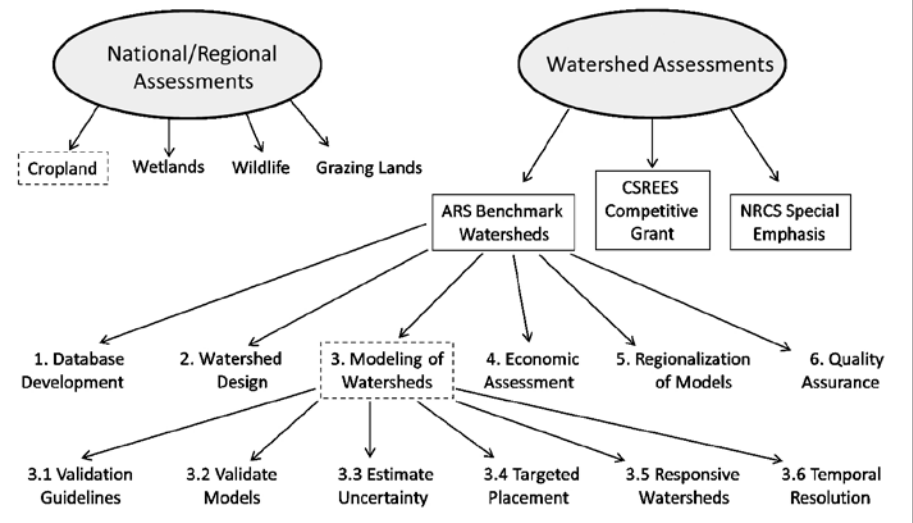 National/Regional
Assessments
Watershed Assessments
Cropland
Wetlands
Wildlife
Grazing Lands
ARS Benchmark
Watersheds
CSREES
Competitive
Grant
NRCS Special
Emphasis
1. Database
Development
2. Watershed
Design
3. Modeling of
Watersheds
4. Economic
Assessment
5. Regionalization
of Models
6. Quality
Assurance
3.1 Validation
Guidelines
3.2 Validate
Models
3.3 Estimate
Uncertainty
3.4 Targeted
Placement
3.5 Responsive
Watersheds
3.6 Temporal
Resolution